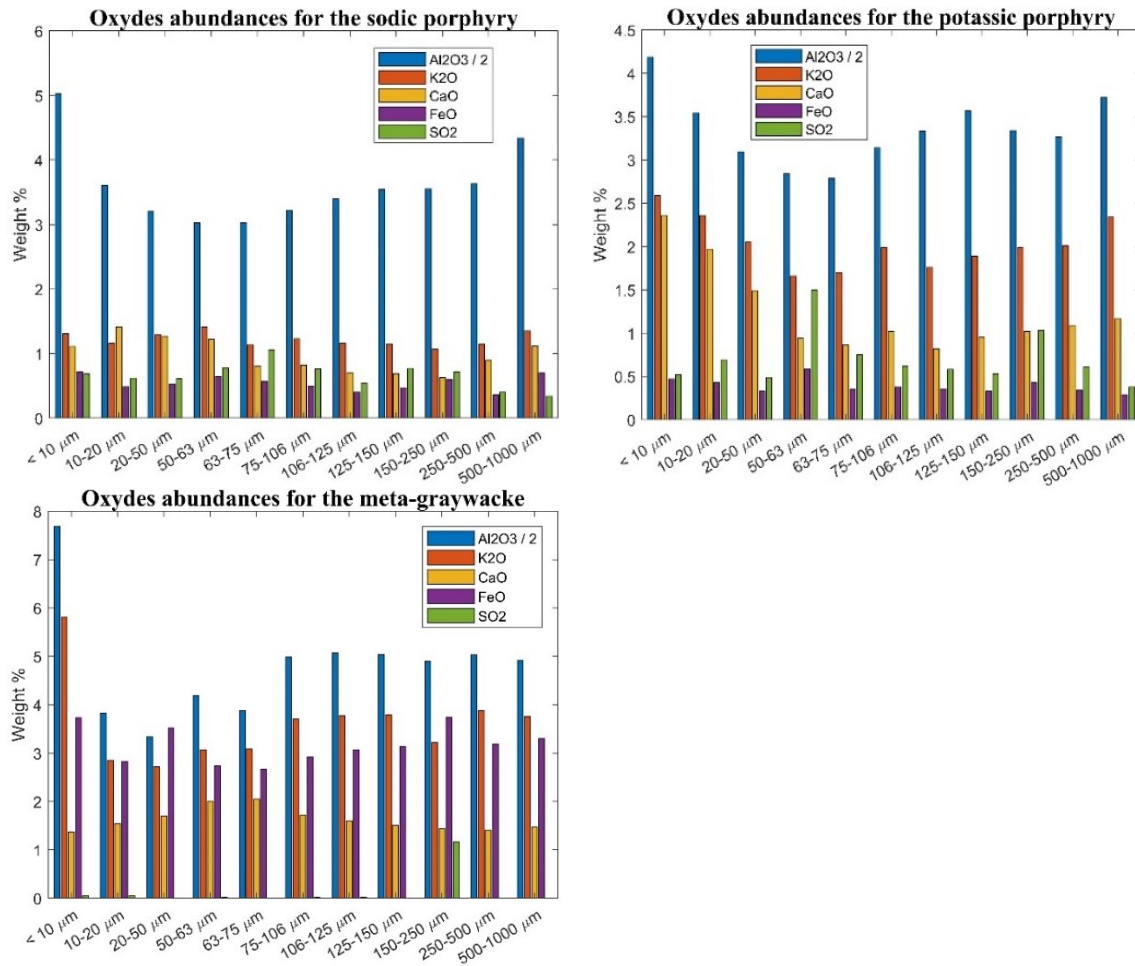 Oxydes abundances for the sodic porphyry
6
5
4
3
2
1
0
Weight %
Al2O3 / 2
K2O
CaO
FeO
SO2
< 10 μm
10-20 μm
20-50 μm
50-63 μm
63-75 μm
75-106 μm
106-125 μm
125-150 μm
150-250 μm
250-500 μm
500-1000 μm
Oxydes abundances for the potassic porphyry
4.5
4
3.5
3
2.5
2
1.5
1
0.5
0
Weight %
Al2O3 / 2
K2O
CaO
FeO
SO2
< 10 μm
10-20 μm
20-50 μm
50-63 μm
63-75 μm
75-106 μm
106-125 μm
125-150 μm
150-250 μm
250-500 μm
500-1000 μm
Oxydes abundances for the meta-graywacke
8
7
6
5
4
3
2
1
0
Weight %
Al2O3 / 2
K2O
CaO
FeO
SO2
< 10 μm
10-20 μm
20-50 μm
50-63 μm
63-75 μm
75-106 μm
106-125 μm
125-150 μm
150-250 μm
250-500 μm
500-1000 μm